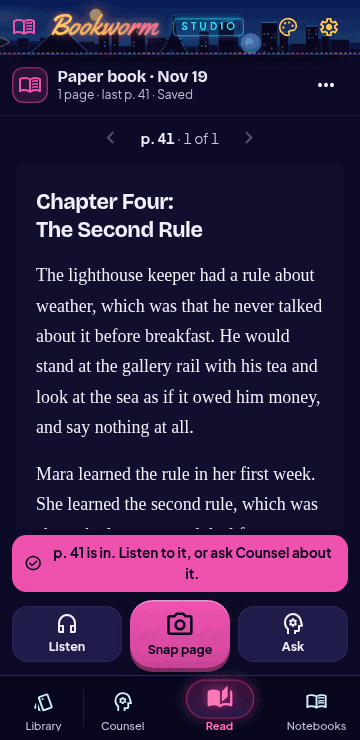 Bookworm STUDIO
Paper book · Nov 19
1 page · last p. 41 · Saved
p. 41 · 1 of 1
Chapter Four:
The Second Rule
The lighthouse keeper had a rule about
weather, which was that he never talked
about it before breakfast. He would
stand at the gallery rail with his tea and
look at the sea as if it owed him money,
and say nothing at all.
Mara learned the rule in her first week.
She learned the second rule, which was
p. 41 is in. Listen to it, or ask Counsel about
it.
Listen
Snap page
Ask
Library
Counsel
Read
Notebooks